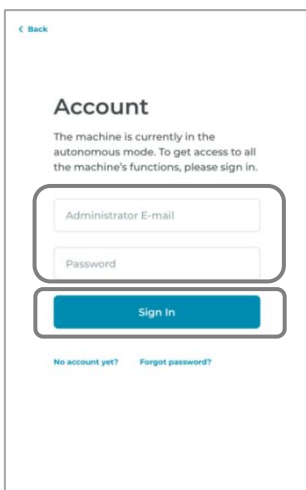 Back
Account
The machine is currently in the
autonomous mode. To get access to all
the machine's functions, please sign in.
Administrator E-mail
Password
Sign In
No account yet? Forgot password?